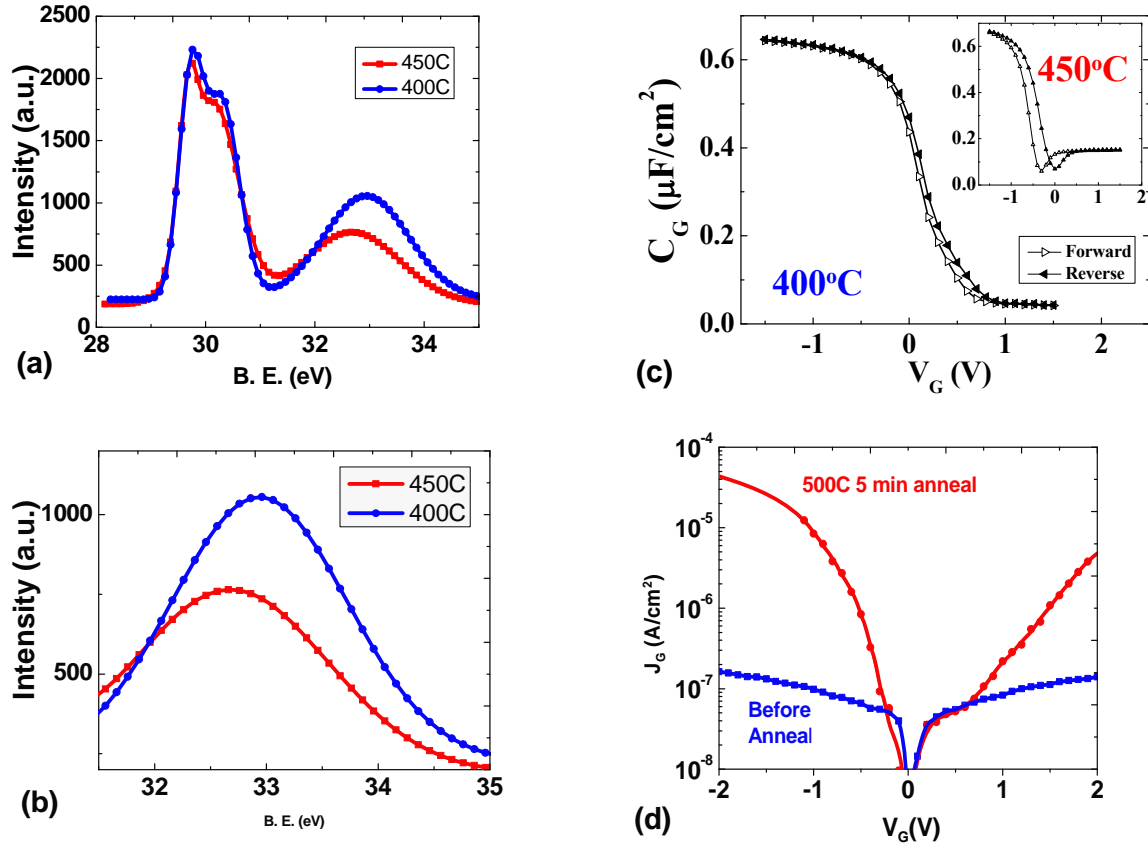 2500
2000
1500
1000
500
0
28
30
32
34
Intensity (a.u.)
B. E. (eV)
450C
400C
(a)
1000
500
32
33
34
35
Intensity (a.u.)
B. E. (eV)
450C
400C
(b)
0.6
0.4
0.2
0.0
-1
0
1
2
C_G (μF/cm²)
V_G (V)
400°C
Forward
Reverse
0.6
0.4
0.2
0.0
-1
0
1
2
450°C
(c)
10⁻⁴
10⁻⁵
10⁻⁶
10⁻⁷
10⁻⁸
-2
-1
0
1
2
J_G (A/cm²)
V_G(V)
500C 5 min anneal
Before
Anneal
(d)